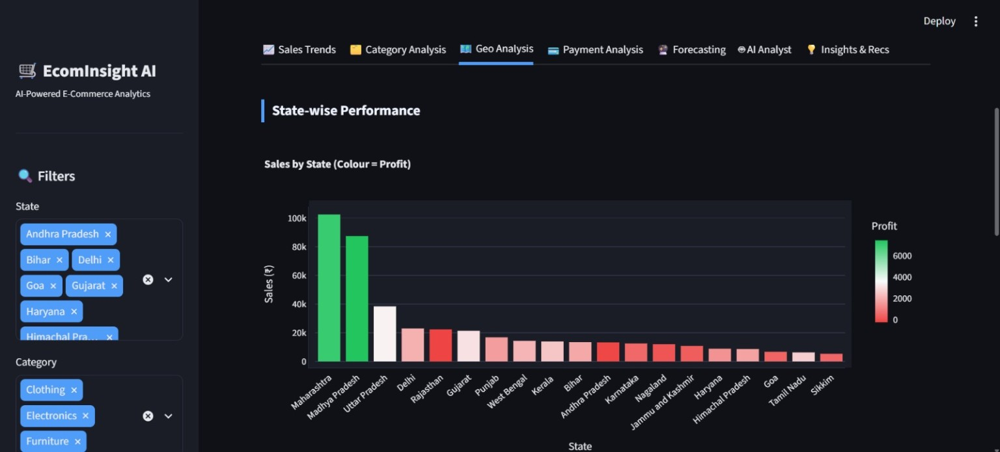 Deploy
EcomInsight AI
AI-Powered E-Commerce Analytics
Filters
State
Andhra Pradesh ×
Bihar × Delhi ×
Goa × Gujarat ×
Haryana ×
Himachal Pra... ×
Category
Clothing ×
Electronics ×
Furniture ×
Sales Trends Category Analysis Geo Analysis Payment Analysis Forecasting AI Analyst Insights & Recs
State-wise Performance
Sales by State (Colour = Profit)
Sales (₹)
100k
80k
60k
40k
20k
0
Maharashtra
Madhya Pradesh
Uttar Pradesh
Delhi
Rajasthan
Gujarat
Punjab
West Bengal
Kerala
Bihar
Andhra Pradesh
Karnataka
Nagaland
Jammu and Kashmir
Haryana
Himachal Pradesh
Goa
Tamil Nadu
Sikkim
State
Profit
6000
4000
2000
0